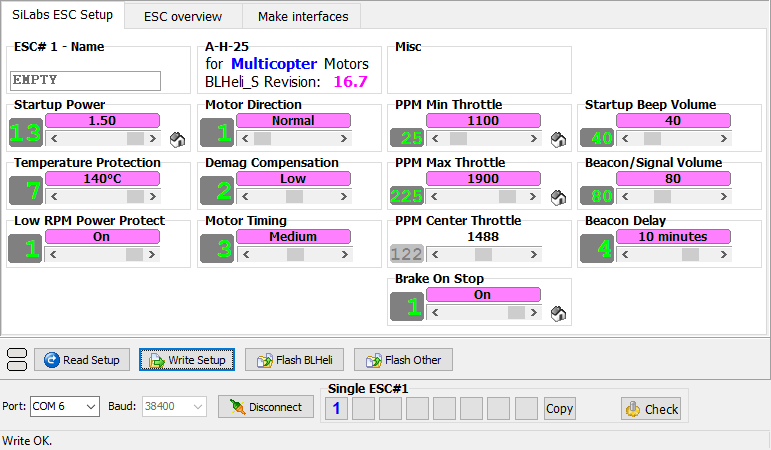 SiLabs ESC Setup ESC overview Make interfaces
ESC# 1 - Name A-H-25 Misc
for Multicopter Motors
EMPTY BLHeli_S Revision: 16.7
Startup Power Motor Direction PPM Min Throttle Startup Beep Volume
13 1.50 1 Normal 25 1100 40 40
Temperature Protection Demag Compensation PPM Max Throttle Beacon/Signal Volume
7 140°C 2 Low 225 1900 80 80
Low RPM Power Protect Motor Timing PPM Center Throttle Beacon Delay
1 On 3 Medium 122 1488 4 10 minutes
Brake On Stop
1 On
Read Setup Write Setup Flash BLHeli Flash Other
Single ESC#1
Port: COM 6 Baud: 38400 Disconnect 1 Copy Check
Write OK.